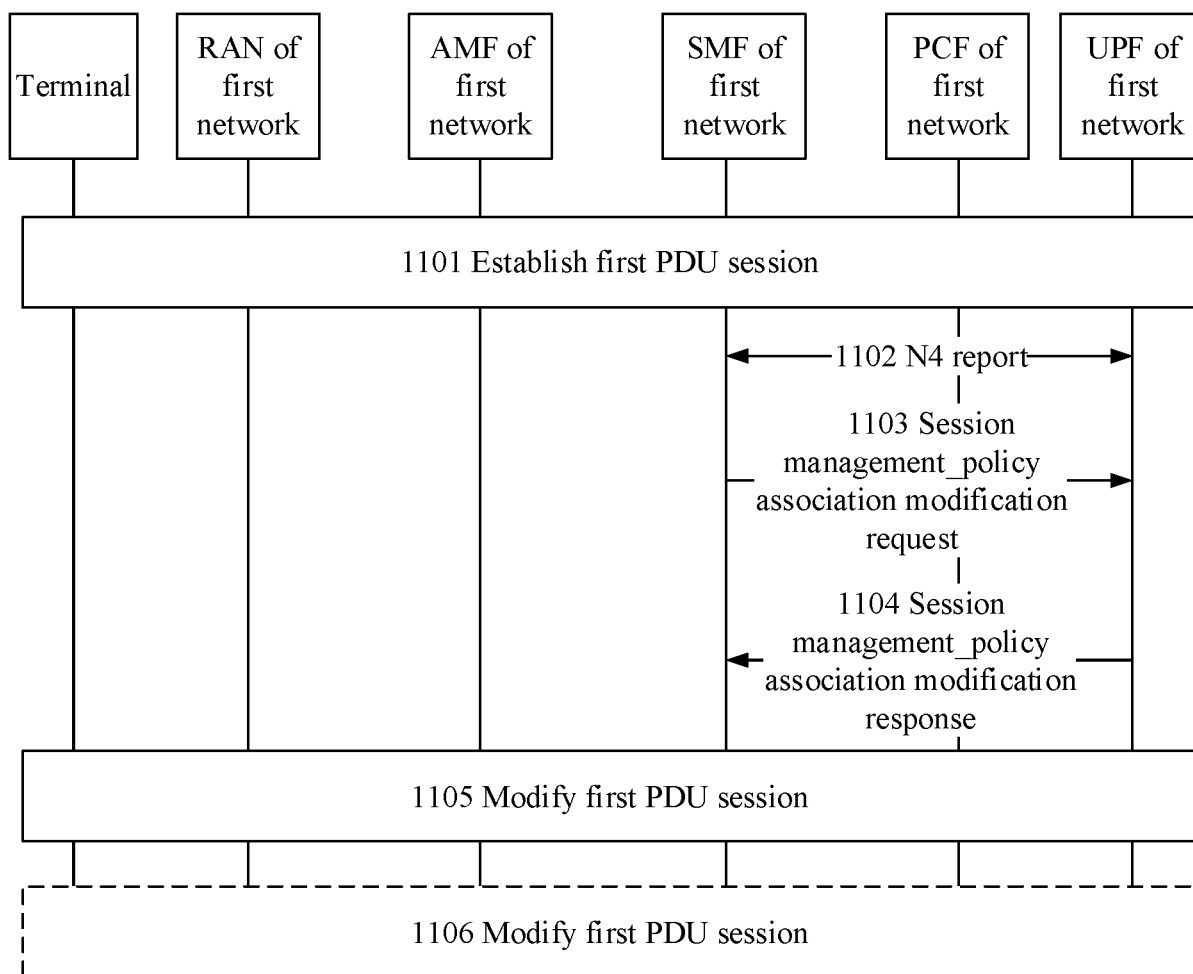 Terminal
RAN of
first
network
AMF of
first
network
SMF of
first
network
PCF of
first
network
UPF of
first
network
1101 Establish first PDU session
1102 N4 report
1103 Session
management_policy
association modification
request
1104 Session
management_policy
association modification
response
1105 Modify first PDU session
1106 Modify first PDU session